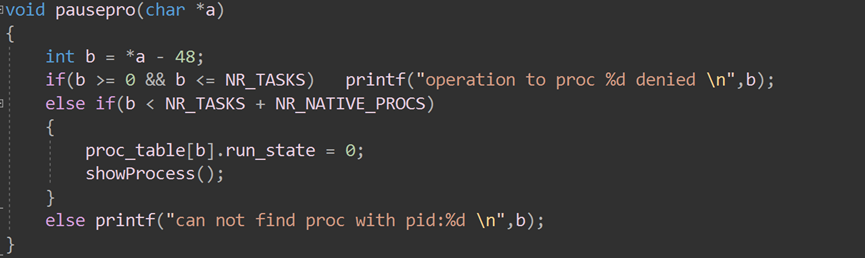 void pausepro(char *a)
{
    int b = *a - 48;
    if(b >= 0 && b <= NR_TASKS)   printf("operation to proc %d denied \n",b);
    else if(b < NR_TASKS + NR_NATIVE_PROCS)
    {
        proc_table[b].run_state = 0;
        showProcess();
    }
    else printf("can not find proc with pid:%d \n",b);
}